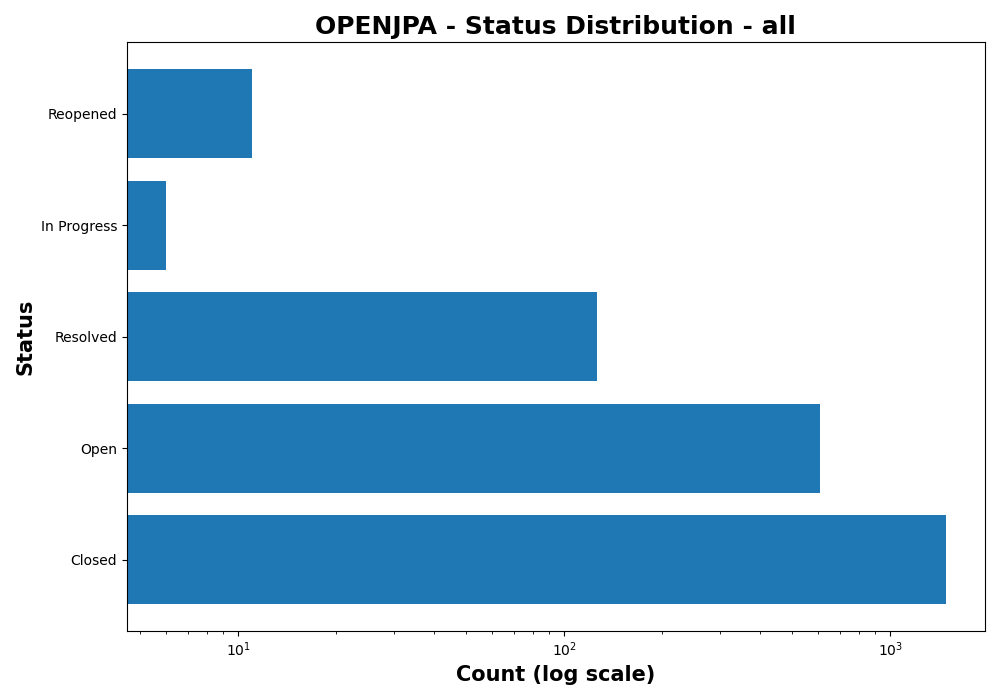 OPENJPA - Status Distribution - all
Reopened
In Progress
Resolved
Open
Closed
Status
10¹
10²
10³
Count (log scale)